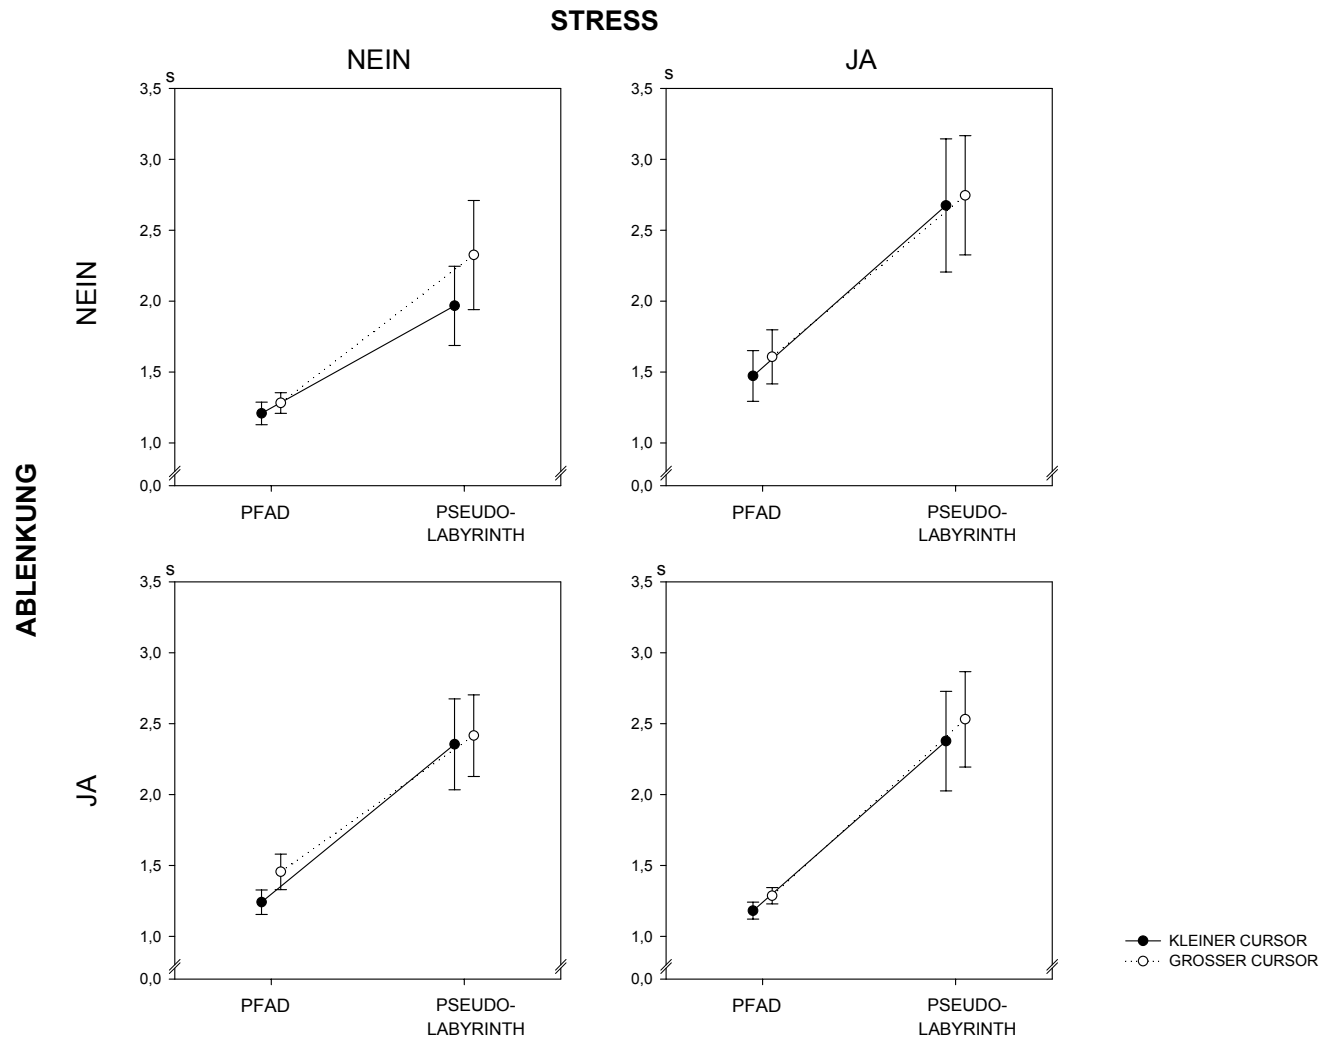 STRESS
NEIN
JA
ABLENKUNG
NEIN
s
3,5
3,0
2,5
2,0
1,5
1,0
0,0
PFAD
PSEUDO-
LABYRINTH
s
3,5
3,0
2,5
2,0
1,5
1,0
0,0
PFAD
PSEUDO-
LABYRINTH
JA
s
3,5
3,0
2,5
2,0
1,5
1,0
0,0
PFAD
PSEUDO-
LABYRINTH
s
3,5
3,0
2,5
2,0
1,5
1,0
0,0
PFAD
PSEUDO-
LABYRINTH
KLEINER CURSOR
GROSSER CURSOR